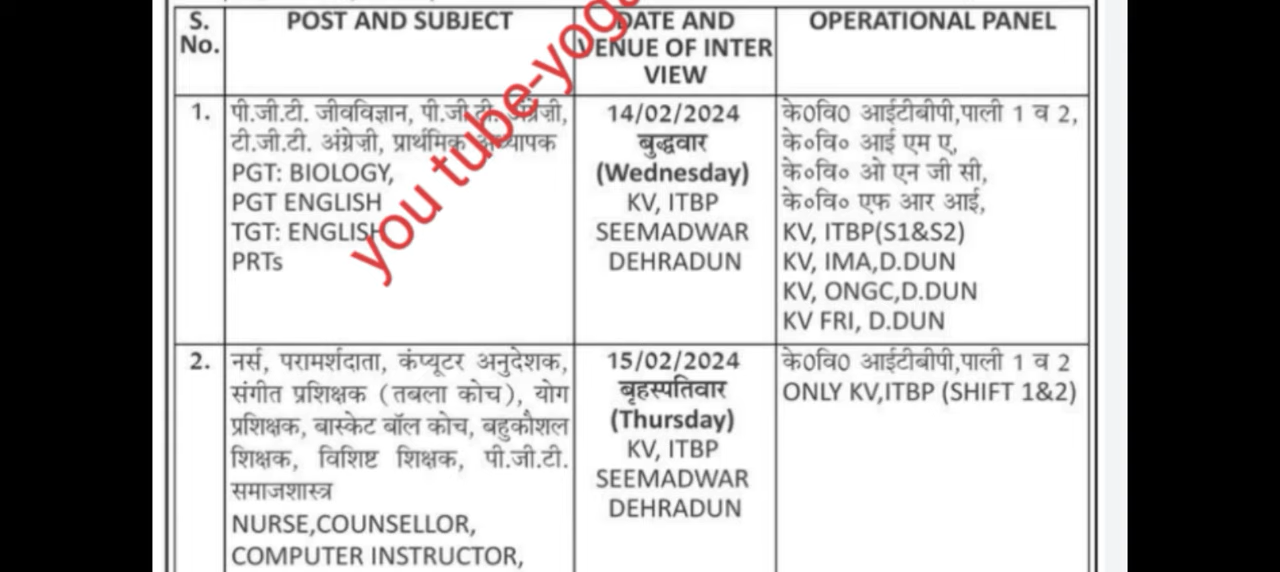 S. No.
POST AND SUBJECT
DATE AND VENUE OF INTER VIEW
OPERATIONAL PANEL
1.
पी.जी.टी. जीवविज्ञान, पी.जी.टी. अंग्रेज़ी,
टी.जी.टी. अंग्रेज़ी, प्राथमिक अध्यापक
PGT: BIOLOGY,
PGT ENGLISH
TGT: ENGLISH
PRTs
14/02/2024
बुद्धवार
(Wednesday)
KV, ITBP
SEEMADWAR
DEHRADUN
के0वि0 आईटीबीपी,पाली 1 व 2,
के०वि० आई एम ए,
के०वि० ओ एन जी सी,
के०वि० एफ आर आई,
KV, ITBP(S1&S2)
KV, IMA,D.DUN
KV, ONGC,D.DUN
KV FRI, D.DUN
2.
नर्स, परामर्शदाता, कंप्यूटर अनुदेशक,
संगीत प्रशिक्षक (तबला कोच), योग
प्रशिक्षक, बास्केट बॉल कोच, बहुकौशल
शिक्षक, विशिष्ट शिक्षक, पी.जी.टी.
समाजशास्त्र
NURSE,COUNSELLOR,
COMPUTER INSTRUCTOR,
15/02/2024
बृहस्पतिवार
(Thursday)
KV, ITBP
SEEMADWAR
DEHRADUN
के0वि0 आईटीबीपी,पाली 1 व 2
ONLY KV,ITBP (SHIFT 1&2)
you tube-yoga